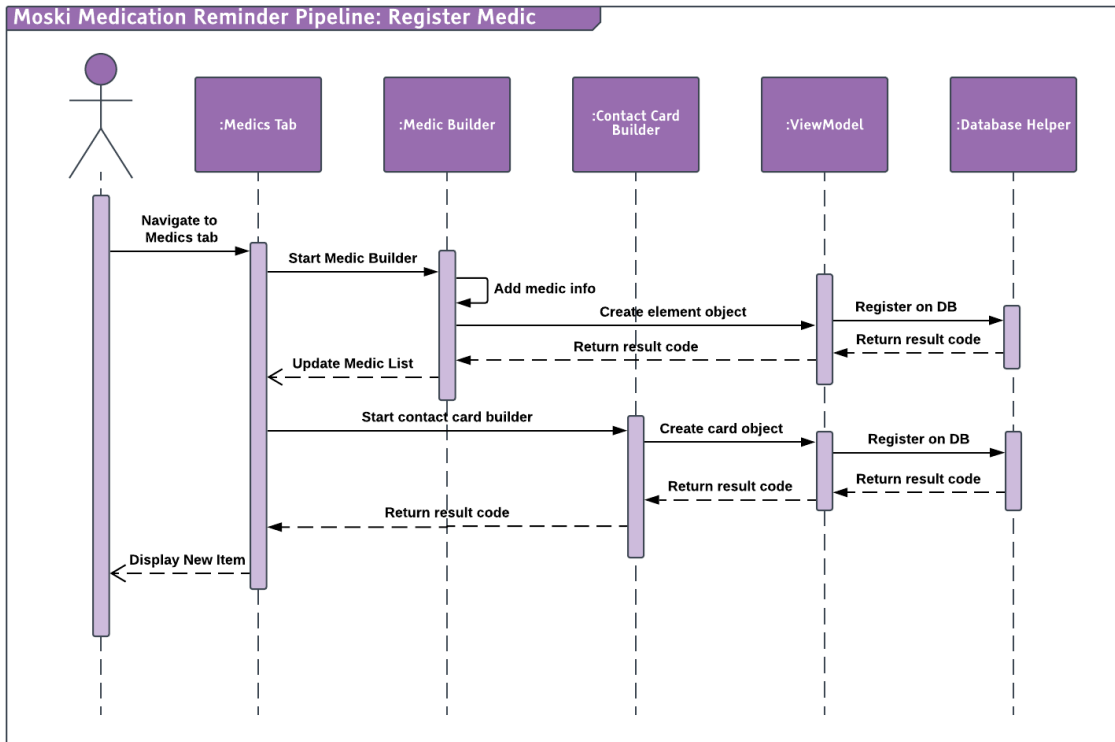 Moski Medication Reminder Pipeline: Register Medic
:Medics Tab
:Medic Builder
:Contact Card
Builder
:ViewModel
:Database Helper
Navigate to
Medics tab
Start Medic Builder
Add medic info
Create element object
Register on DB
Return result code
Return result code
Update Medic List
Start contact card builder
Create card object
Register on DB
Return result code
Return result code
Return result code
Display New Item